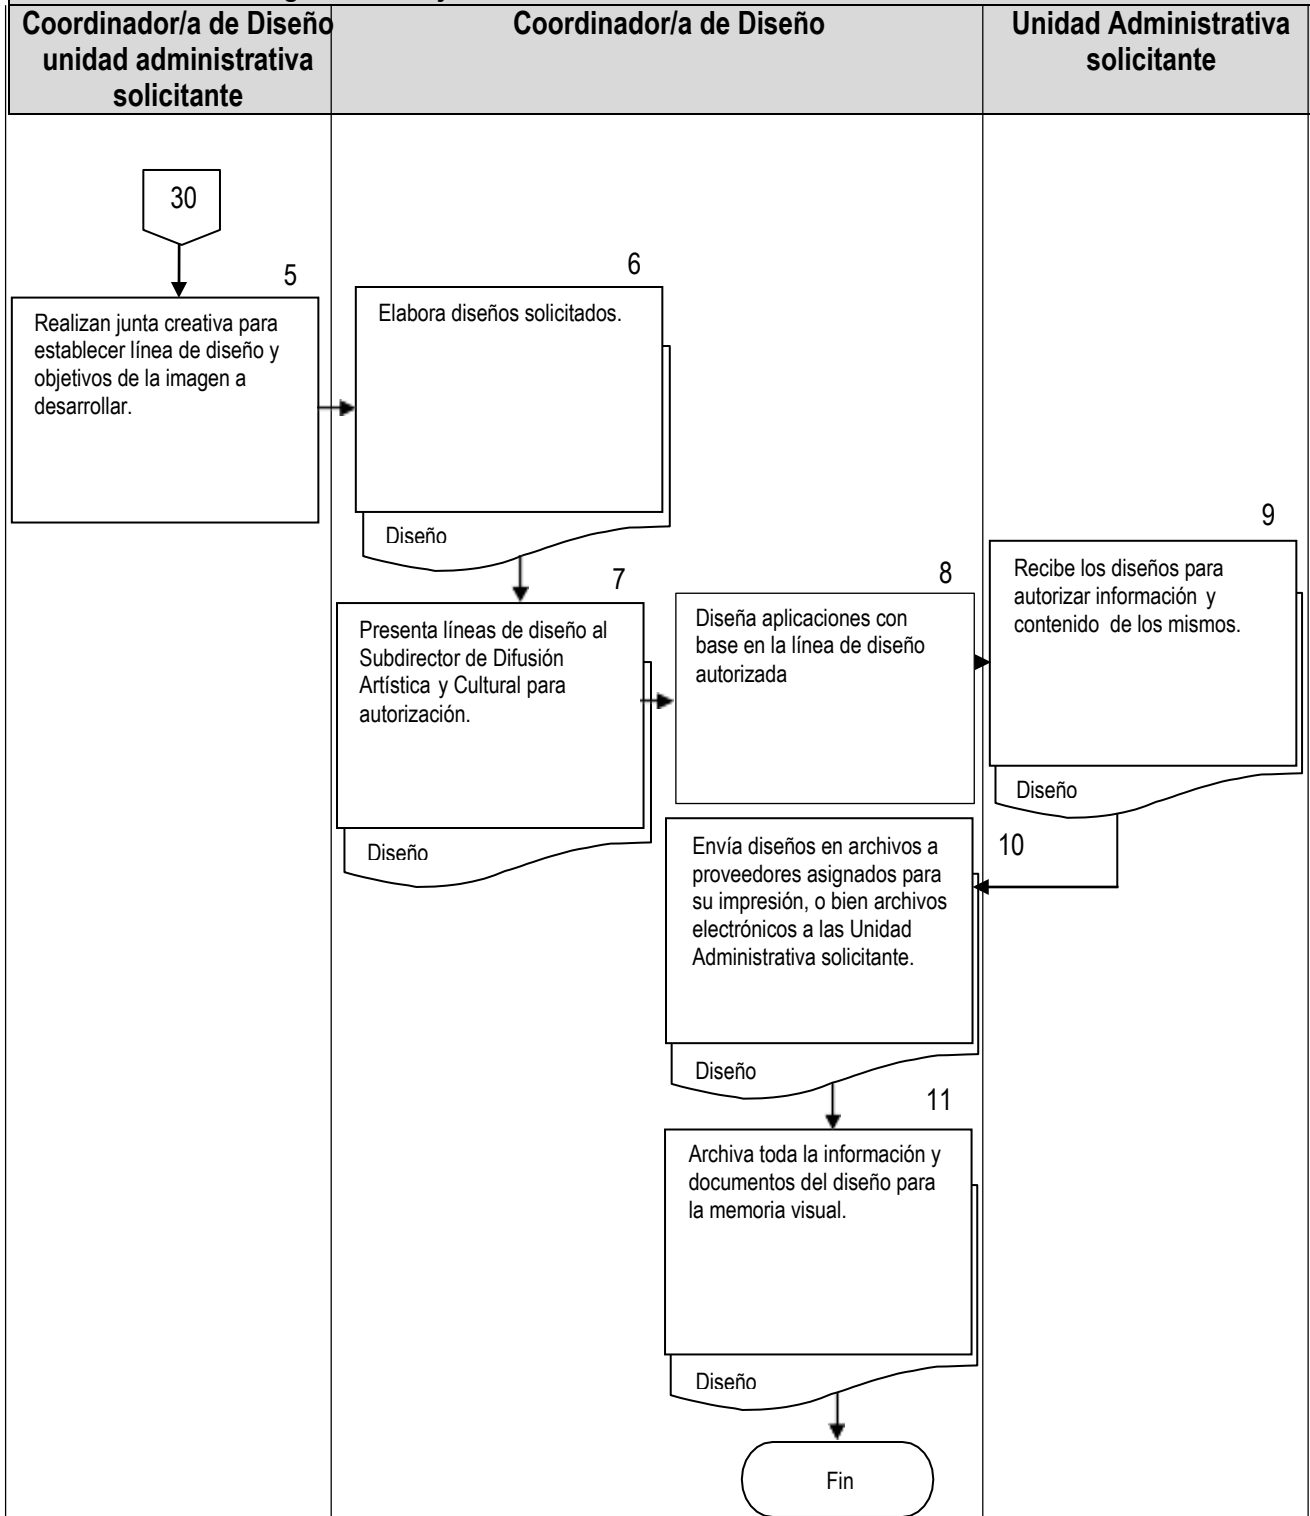 Coordinador/a de Diseño
unidad administrativa
solicitante
Coordinador/a de Diseño
Unidad Administrativa
solicitante
30
5
Realizan junta creativa para
establecer línea de diseño y
objetivos de la imagen a
desarrollar.
6
Elabora diseños solicitados.
Diseño
7
Presenta líneas de diseño al
Subdirector de Difusión
Artística y Cultural para
autorización.
Diseño
8
Diseña aplicaciones con
base en la línea de diseño
autorizada
9
Recibe los diseños para
autorizar información y
contenido de los mismos.
Diseño
10
Envía diseños en archivos a
proveedores asignados para
su impresión, o bien archivos
electrónicos a las Unidad
Administrativa solicitante.
Diseño
11
Archiva toda la información y
documentos del diseño para
la memoria visual.
Diseño
Fin